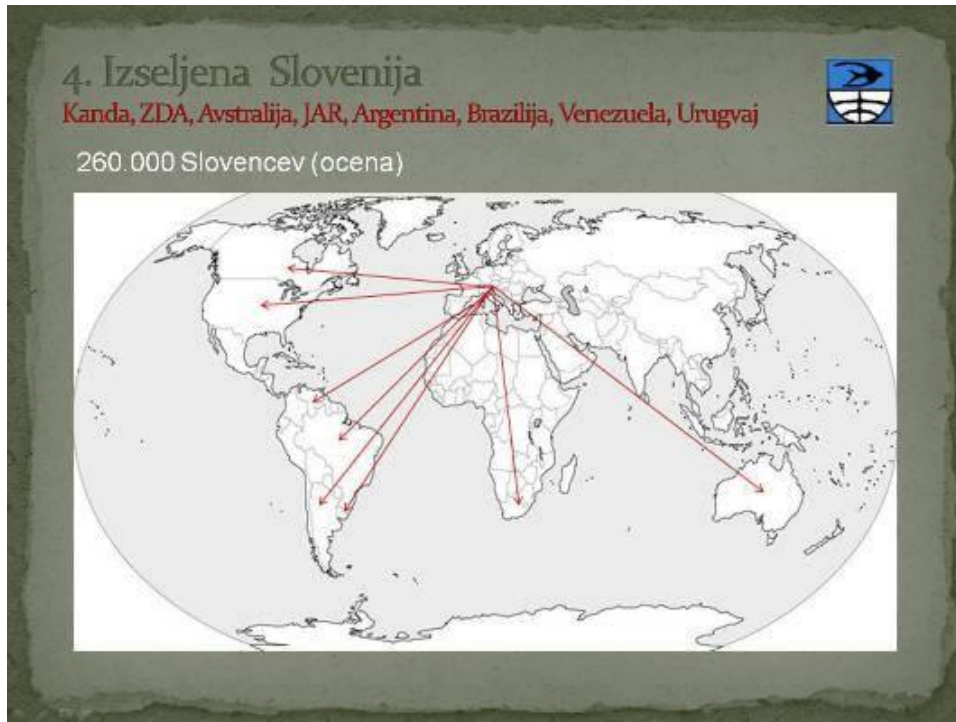 4. Izseljena Slovenija
Kanda, ZDA, Avstralija, JAR, Argentina, Brazilija, Venezuela, Urugvaj
260.000 Slovencev (ocena)